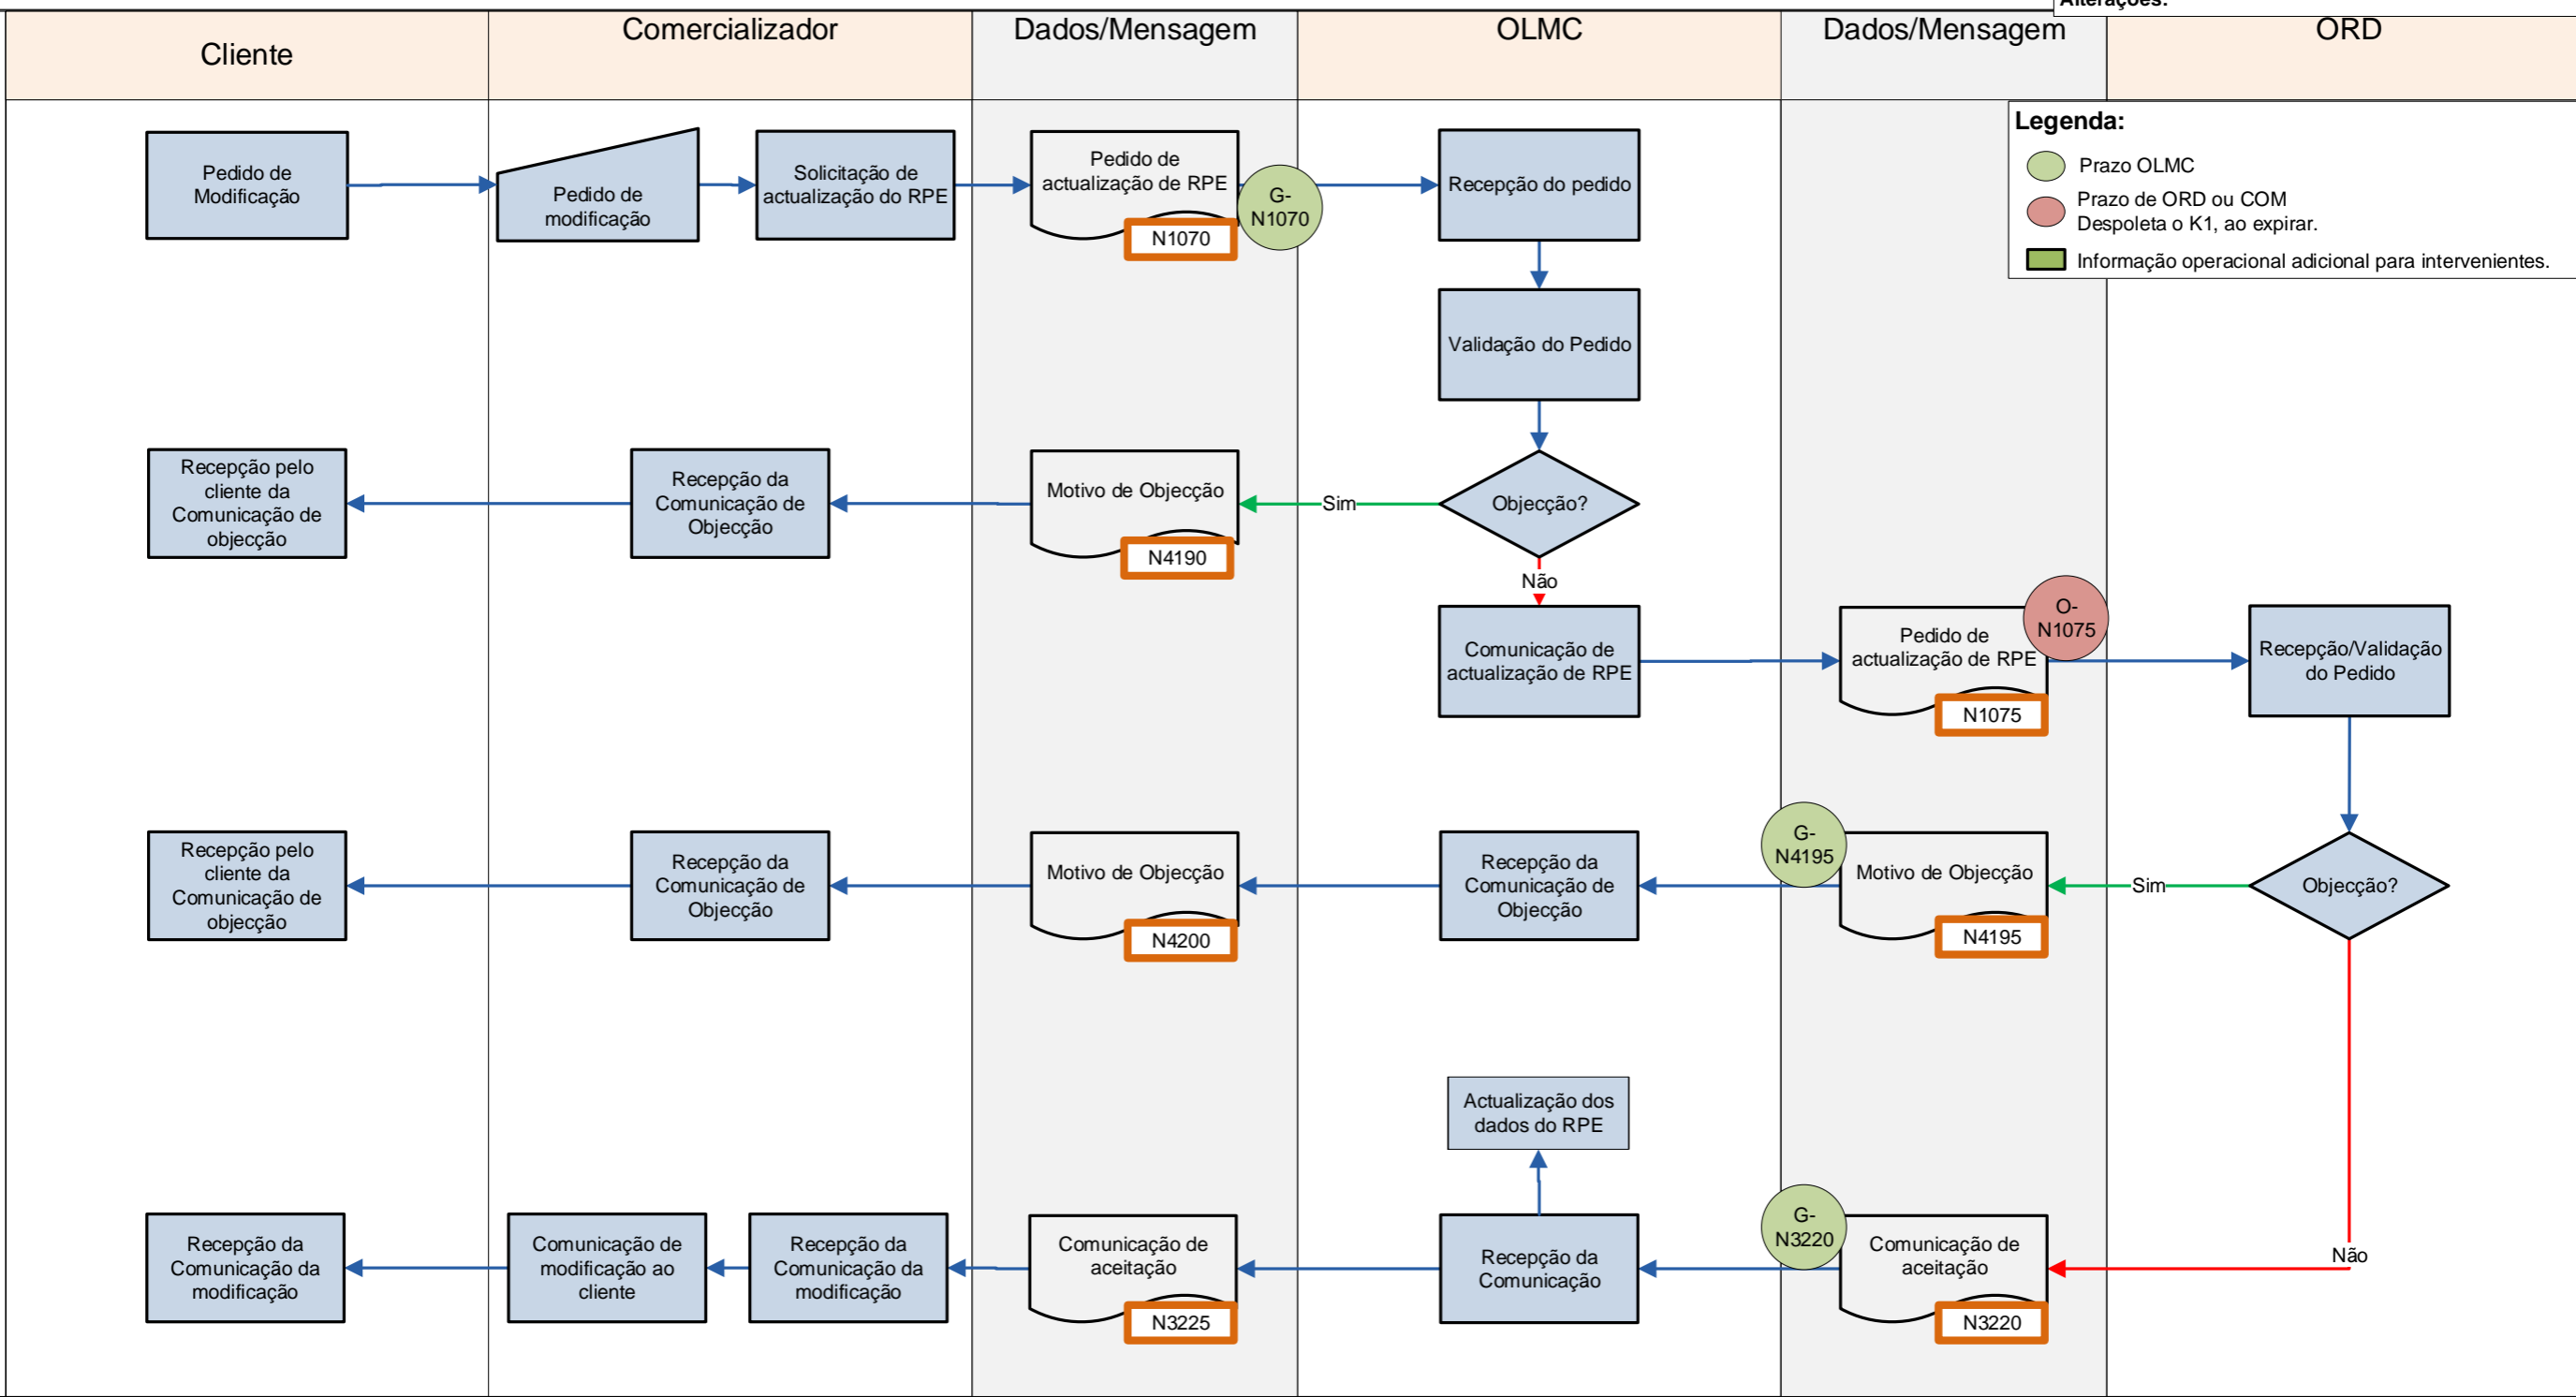 Alterações:
Cliente
Comercializador
Dados/Mensagem
OLMC
Dados/Mensagem
ORD
Legenda:
Prazo OLMC
Prazo de ORD ou COM
Despoleta o K1, ao expirar.
Informação operacional adicional para intervenientes.
Pedido de
Modificação
Pedido de
modificação
Solicitação de
actualização do RPE
Pedido de
actualização de RPE
N1070
G-
N1070
Recepção do pedido
Validação do Pedido
Recepção pelo
cliente da
Comunicação de
objecção
Recepção da
Comunicação de
Objecção
Motivo de Objecção
N4190
Sim
Objecção?
Não
Comunicação de
actualização de RPE
Pedido de
actualização de RPE
N1075
O-
N1075
Recepção/Validação
do Pedido
Recepção pelo
cliente da
Comunicação de
objecção
Recepção da
Comunicação de
Objecção
Motivo de Objecção
N4200
Recepção da
Comunicação de
Objecção
G-
N4195
Motivo de Objecção
N4195
Sim
Objecção?
Não
Actualização dos
dados do RPE
Recepção da
Comunicação da
modificação
Comunicação de
modificação ao
cliente
Recepção da
Comunicação da
modificação
Comunicação de
aceitação
N3225
Recepção da
Comunicação
G-
N3220
Comunicação de
aceitação
N3220